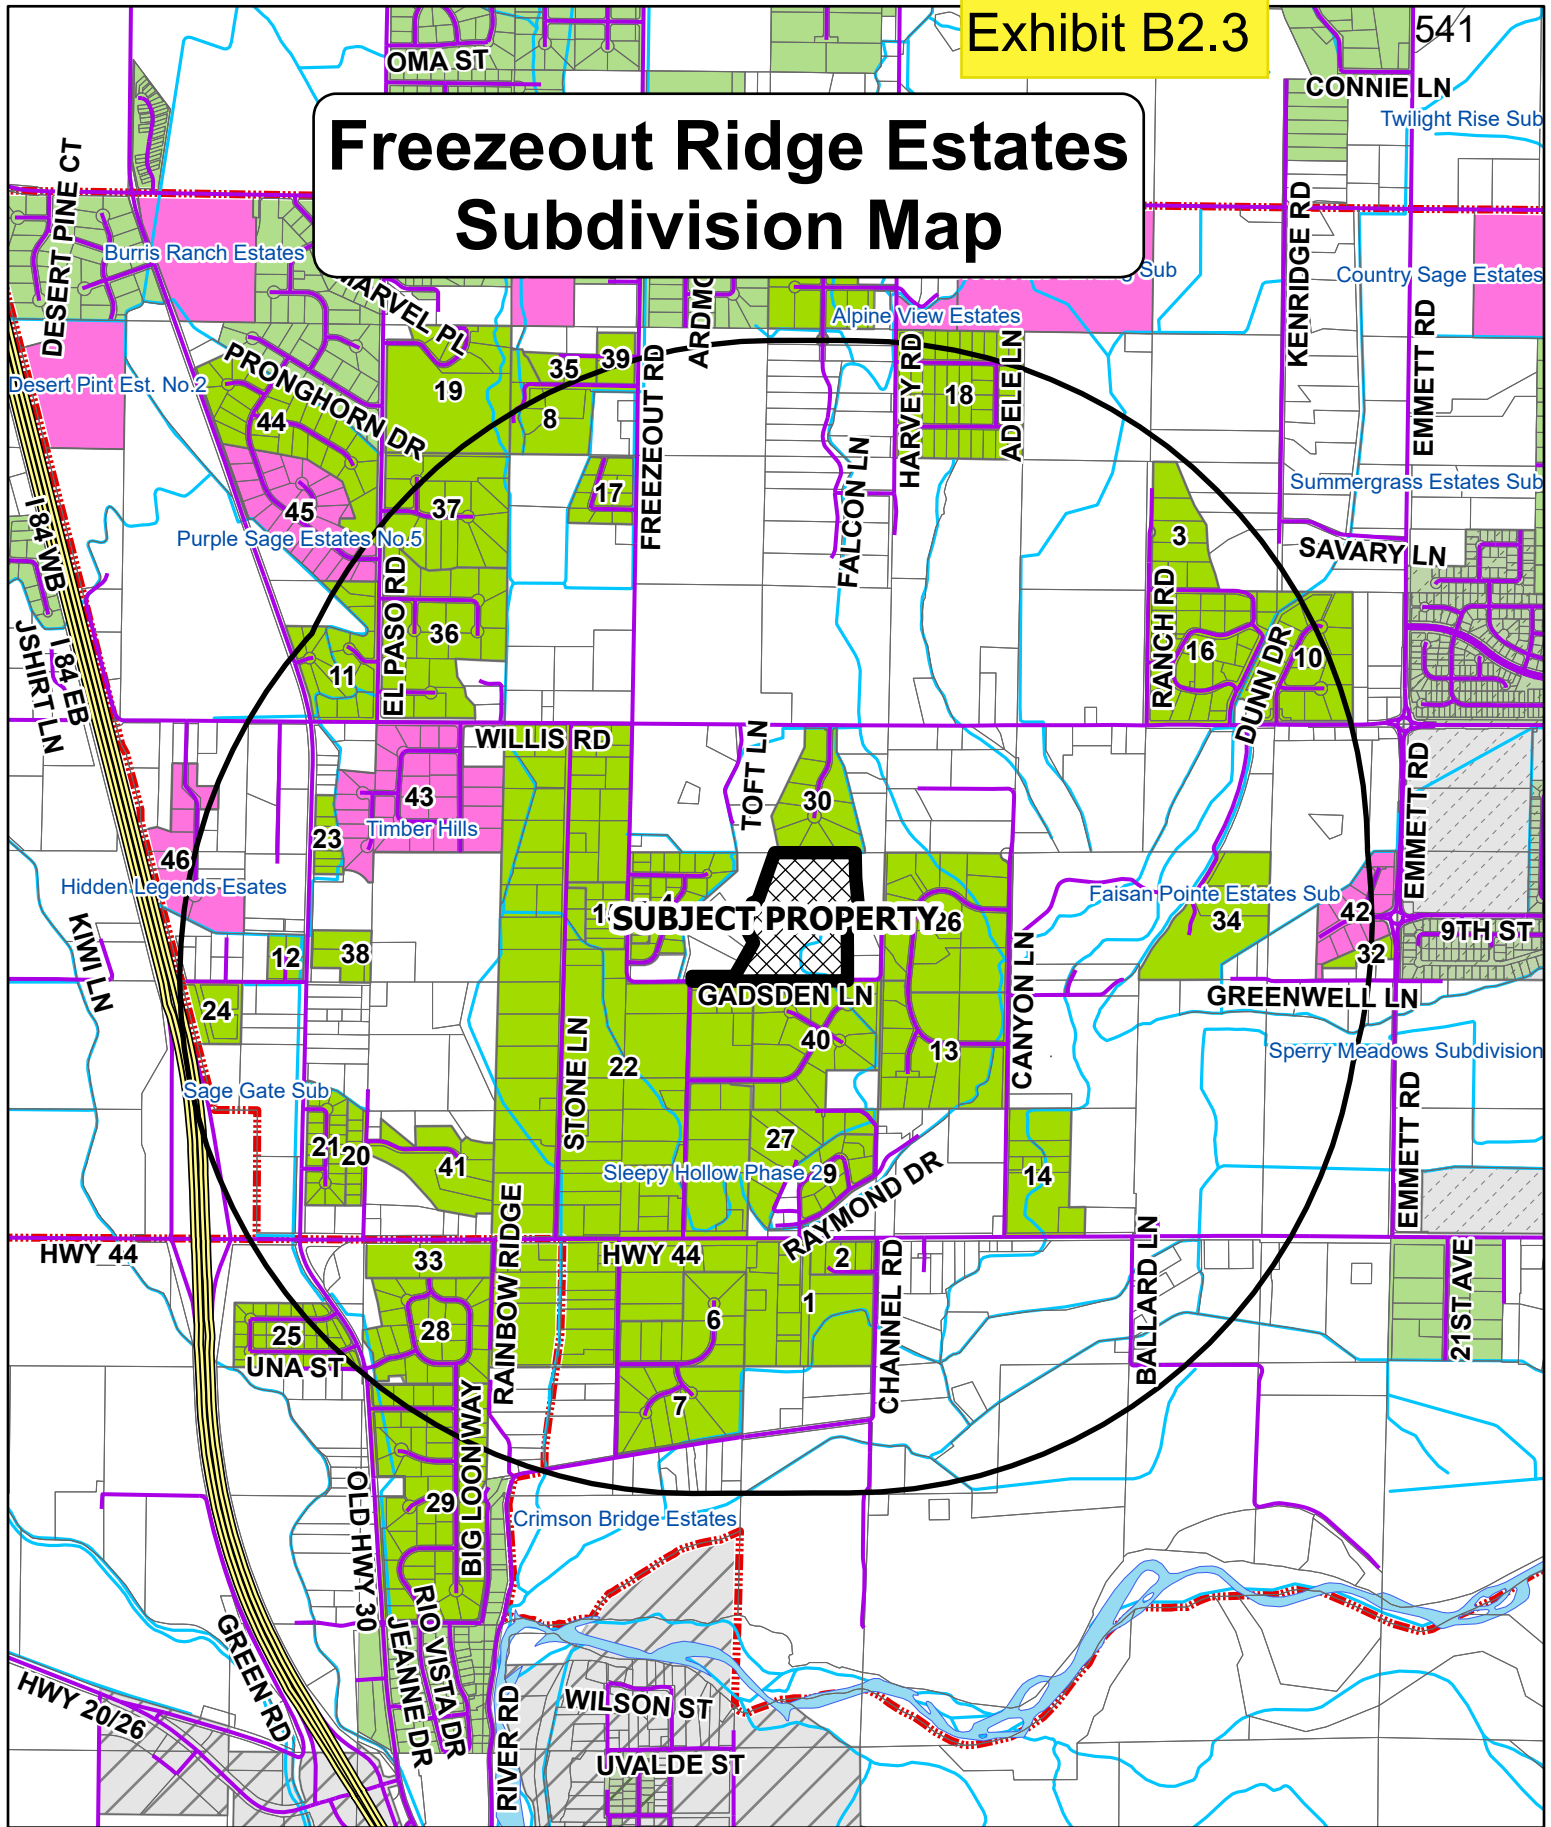 Exhibit B2.3
541
OMA ST
CONNIE LN
Twilight Rise Sub
Freezeout Ridge Estates
Subdivision Map
DESERT PINE CT
Burris Ranch Estates
KENRIDGE RD
Sub
Country Sage Estates
MARVEL PL
ARDMO
Alpine View Estates
EMMETT RD
Desert Pint Est. No.2
PRONGHORN DR
19
35
39
8
FREEZEOUT RD
HARVEY RD
18
ADELE LN
44
FALCON LN
Summergrass Estates Sub
45
37
17
I 84 WB
Purple Sage Estates No.5
3
SAVARY LN
EL PASO RD
36
RANCH RD
16
DUNN DR
10
JSHIRT LN
I 84 EB
11
WILLIS RD
TOFT LN
43
30
EMMETT RD
23
Timber Hills
46
Hidden Legends Esates
Faisan Pointe Estates Sub
SUBJECT PROPERTY
26
34
42
9TH ST
KIWI LN
12
38
32
CANYON LN
24
GADSDEN LN
GREENWELL LN
40
13
Sperry Meadows Subdivision
STONE LN
22
Sage Gate Sub
EMMETT RD
21
20
41
27
Sleepy Hollow Phase 2
9
14
RAYMOND DR
HWY 44
33
RAINBOW RIDGE
HWY 44
2
CHANNEL RD
BALLARD LN
21ST AVE
25
28
6
1
UNA ST
7
BIG LOON WAY
OLD HWY 30
29
Crimson Bridge Estates
GREEN RD
RIO VISTA DR
JEANNE DR
HWY 20/26
RIVER RD
WILSON ST
UVALDE ST